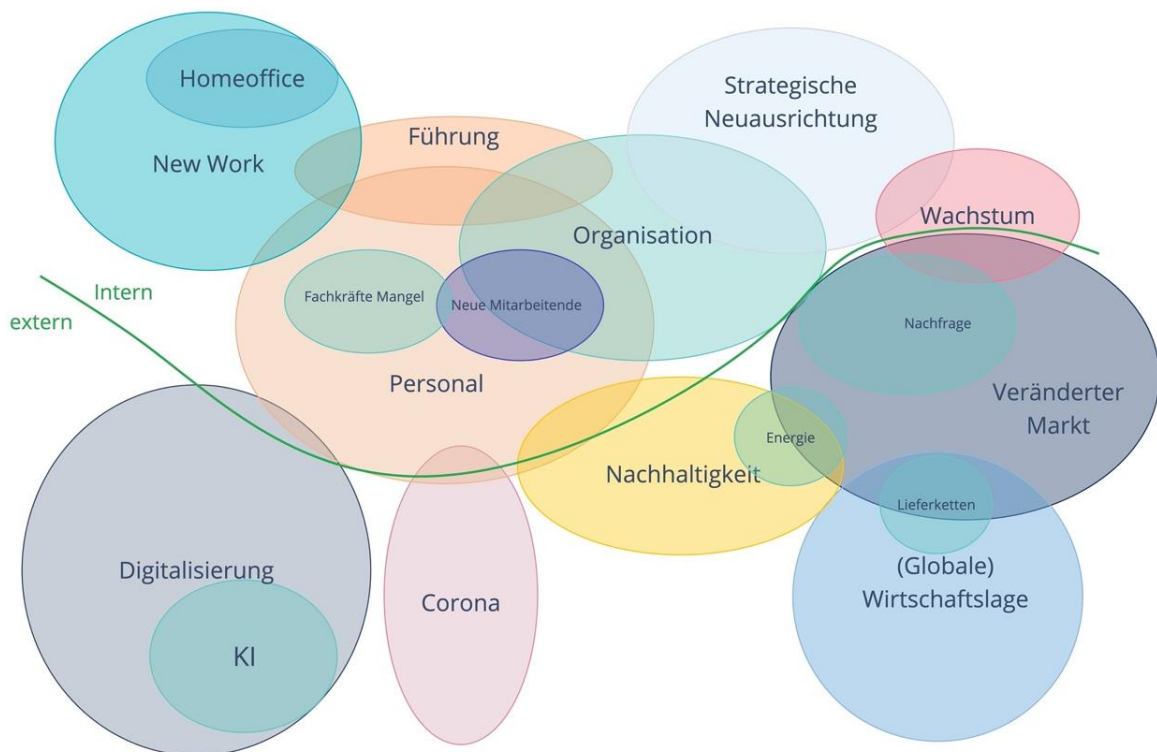 Homeoffice
New Work
Führung
Strategische
Neuausrichtung
Wachstum
Organisation
Fachkräfte Mangel
Neue Mitarbeitende
Personal
Intern
extern
Nachfrage
Veränderter
Markt
Energie
Nachhaltigkeit
Lieferketten
(Globale)
Wirtschaftslage
Digitalisierung
KI
Corona